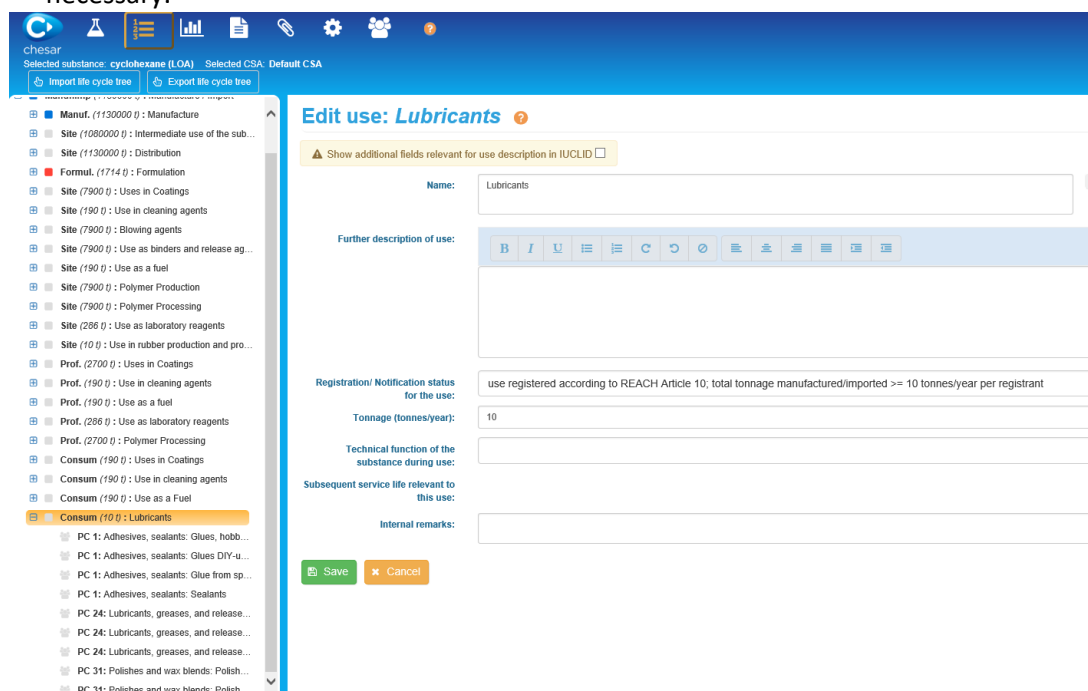 necessary.
chesar
Selected substance: cyclohexane (LOA) Selected CSA: Default CSA
Import life cycle tree Export life cycle tree
Manuf. (1130000 t) : Manufacture
Site (1080000 t) : Intermediate use of the sub...
Site (1130000 t) : Distribution
Formul. (1714 t) : Formulation
Site (7900 t) : Uses in Coatings
Site (190 t) : Use in cleaning agents
Site (7900 t) : Blowing agents
Site (7900 t) : Use as binders and release ag...
Site (190 t) : Use as a fuel
Site (7900 t) : Polymer Production
Site (7900 t) : Polymer Processing
Site (286 t) : Use as laboratory reagents
Site (10 t) : Use in rubber production and pro...
Prof. (2700 t) : Uses in Coatings
Prof. (190 t) : Use in cleaning agents
Prof. (190 t) : Use as a fuel
Prof. (286 t) : Use as laboratory reagents
Prof. (2700 t) : Polymer Processing
Consum (190 t) : Uses in Coatings
Consum (190 t) : Use in cleaning agents
Consum (190 t) : Use as a Fuel
Consum (10 t) : Lubricants
PC 1: Adhesives, sealants: Glues, hobb...
PC 1: Adhesives, sealants: Glues DIY-u...
PC 1: Adhesives, sealants: Glue from sp...
PC 1: Adhesives, sealants: Sealants
PC 24: Lubricants, greases, and release...
PC 24: Lubricants, greases, and release...
PC 24: Lubricants, greases, and release...
PC 31: Polishes and wax blends: Polish...
PC 31: Polishes and wax blends: Polish
Edit use: Lubricants ?
Show additional fields relevant for use description in IUCLID
Name: Lubricants
Further description of use:
B I U
Registration/ Notification status
for the use:
use registered according to REACH Article 10; total tonnage manufactured/imported >= 10 tonnes/year per registrant
Tonnage (tonnes/year): 10
Technical function of the
substance during use:
Subsequent service life relevant to
this use:
Internal remarks:
Save Cancel